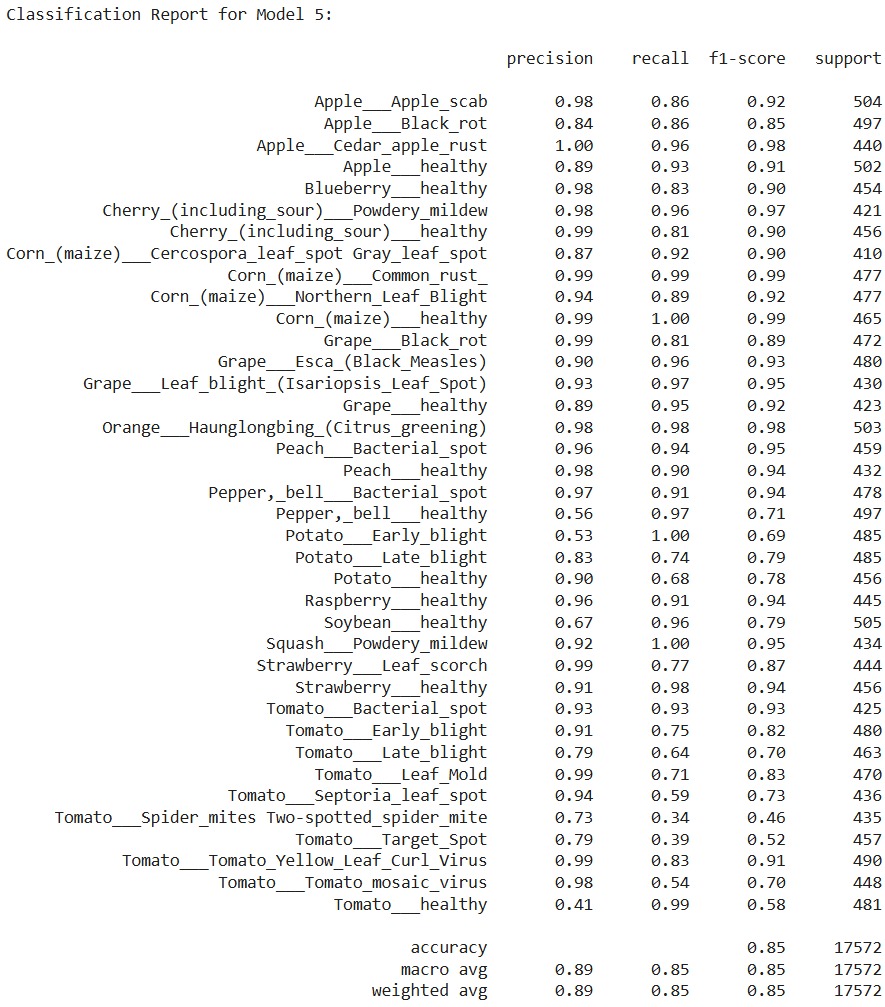 Classification Report for Model 5:
precision recall f1-score support
Apple___Apple_scab 0.98 0.86 0.92 504
Apple___Black_rot 0.84 0.86 0.85 497
Apple___Cedar_apple_rust 1.00 0.96 0.98 440
Apple___healthy 0.89 0.93 0.91 502
Blueberry___healthy 0.98 0.83 0.90 454
Cherry_(including_sour)___Powdery_mildew 0.98 0.96 0.97 421
Cherry_(including_sour)___healthy 0.99 0.81 0.90 456
Corn_(maize)___Cercospora_leaf_spot Gray_leaf_spot 0.87 0.92 0.90 410
Corn_(maize)___Common_rust_ 0.99 0.99 0.99 477
Corn_(maize)___Northern_Leaf_Blight 0.94 0.89 0.92 477
Corn_(maize)___healthy 0.99 1.00 0.99 465
Grape___Black_rot 0.99 0.81 0.89 472
Grape___Esca_(Black_Measles) 0.90 0.96 0.93 480
Grape___Leaf_blight_(Isariopsis_Leaf_Spot) 0.93 0.97 0.95 430
Grape___healthy 0.89 0.95 0.92 423
Orange___Haunglongbing_(Citrus_greening) 0.98 0.98 0.98 503
Peach___Bacterial_spot 0.96 0.94 0.95 459
Peach___healthy 0.98 0.90 0.94 432
Pepper,_bell___Bacterial_spot 0.97 0.91 0.94 478
Pepper,_bell___healthy 0.56 0.97 0.71 497
Potato___Early_blight 0.53 1.00 0.69 485
Potato___Late_blight 0.83 0.74 0.79 485
Potato___healthy 0.90 0.68 0.78 456
Raspberry___healthy 0.96 0.91 0.94 445
Soybean___healthy 0.67 0.96 0.79 505
Squash___Powdery_mildew 0.92 1.00 0.95 434
Strawberry___Leaf_scorch 0.99 0.77 0.87 444
Strawberry___healthy 0.91 0.98 0.94 456
Tomato___Bacterial_spot 0.93 0.93 0.93 425
Tomato___Early_blight 0.91 0.75 0.82 480
Tomato___Late_blight 0.79 0.64 0.70 463
Tomato___Leaf_Mold 0.99 0.71 0.83 470
Tomato___Septoria_leaf_spot 0.94 0.59 0.73 436
Tomato___Spider_mites Two-spotted_spider_mite 0.73 0.34 0.46 435
Tomato___Target_Spot 0.79 0.39 0.52 457
Tomato___Tomato_Yellow_Leaf_Curl_Virus 0.99 0.83 0.91 490
Tomato___Tomato_mosaic_virus 0.98 0.54 0.70 448
Tomato___healthy 0.41 0.99 0.58 481
accuracy 0.85 17572
macro avg 0.89 0.85 0.85 17572
weighted avg 0.89 0.85 0.85 17572